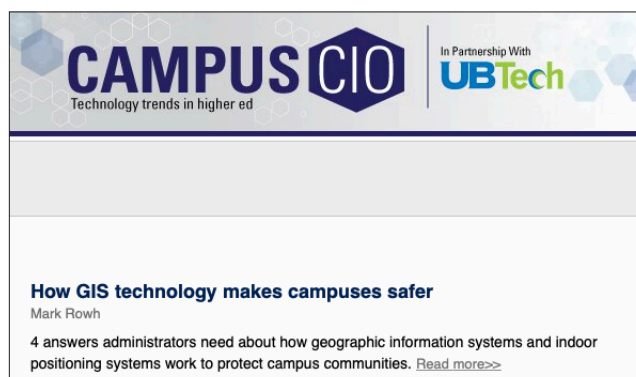 CAMPUS CIO
Technology trends in higher ed
In Partnership With
UBTech
How GIS technology makes campuses safer
Mark Rowh
4 answers administrators need about how geographic information systems and indoor
positioning systems work to protect campus communities. Read more>>